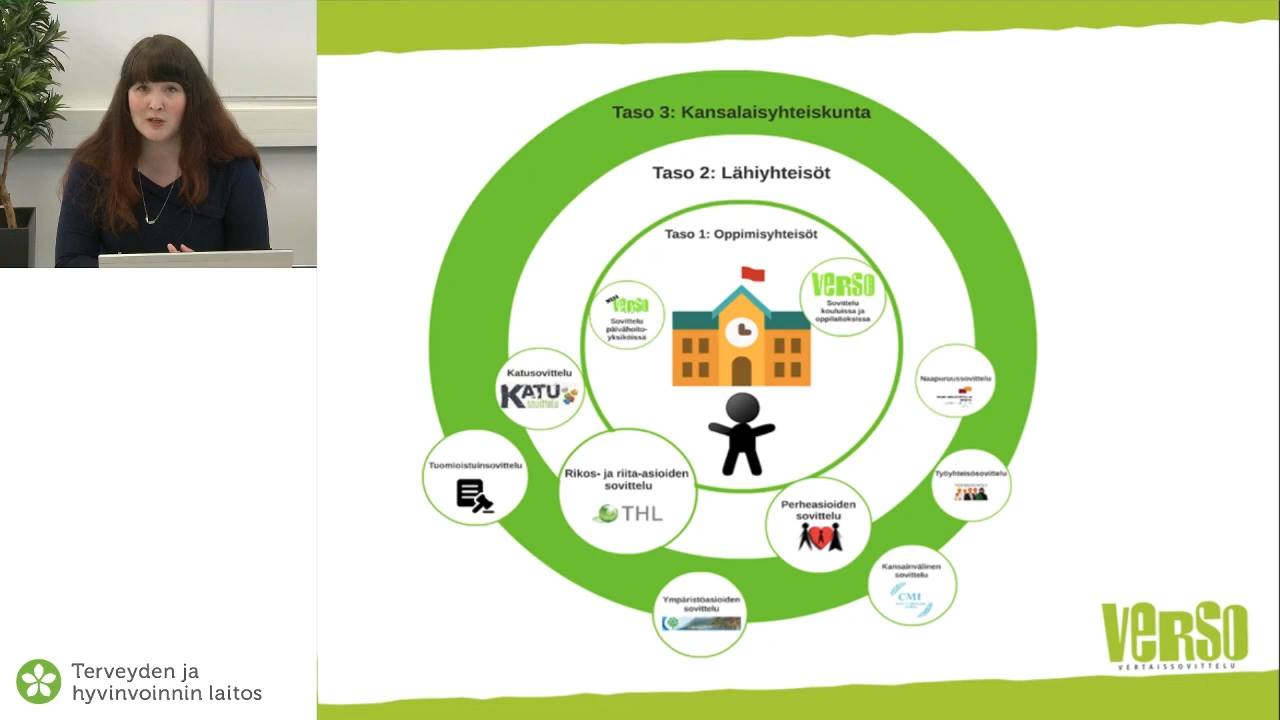 Taso 3: Kansalaisyhteiskunta
Taso 2: Lähiyhteisöt
Taso 1: Oppimisyhteisöt
VERSO
Sovittelu
päivähoito-
yksiköissä
VERSO
Sovittelu
kouluissa ja
oppilaitoksissa
Katusovittelu
KATU
sovittelu
Naapuruussovittelu
Tuomioistuinsovittelu
Rikos- ja riita-asioiden
sovittelu
THL
Perheasioiden
sovittelu
Työyhteisösovittelu
Kansainvälinen
sovittelu
CMI
Ympäristöasioiden
sovittelu
VERSO
VERTAISSOVITTELU
Terveyden ja
hyvinvoinnin laitos